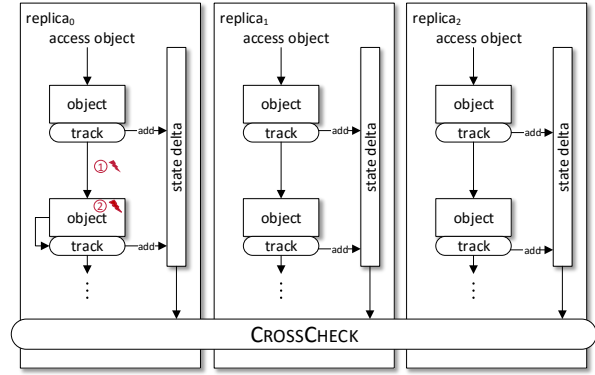 replica₀
access object
object
track
add
state delta
①
②
object
track
add
⋮
replica₁
access object
object
track
add
state delta
object
track
add
⋮
replica₂
access object
object
track
add
state delta
object
track
add
⋮
CROSSCHECK